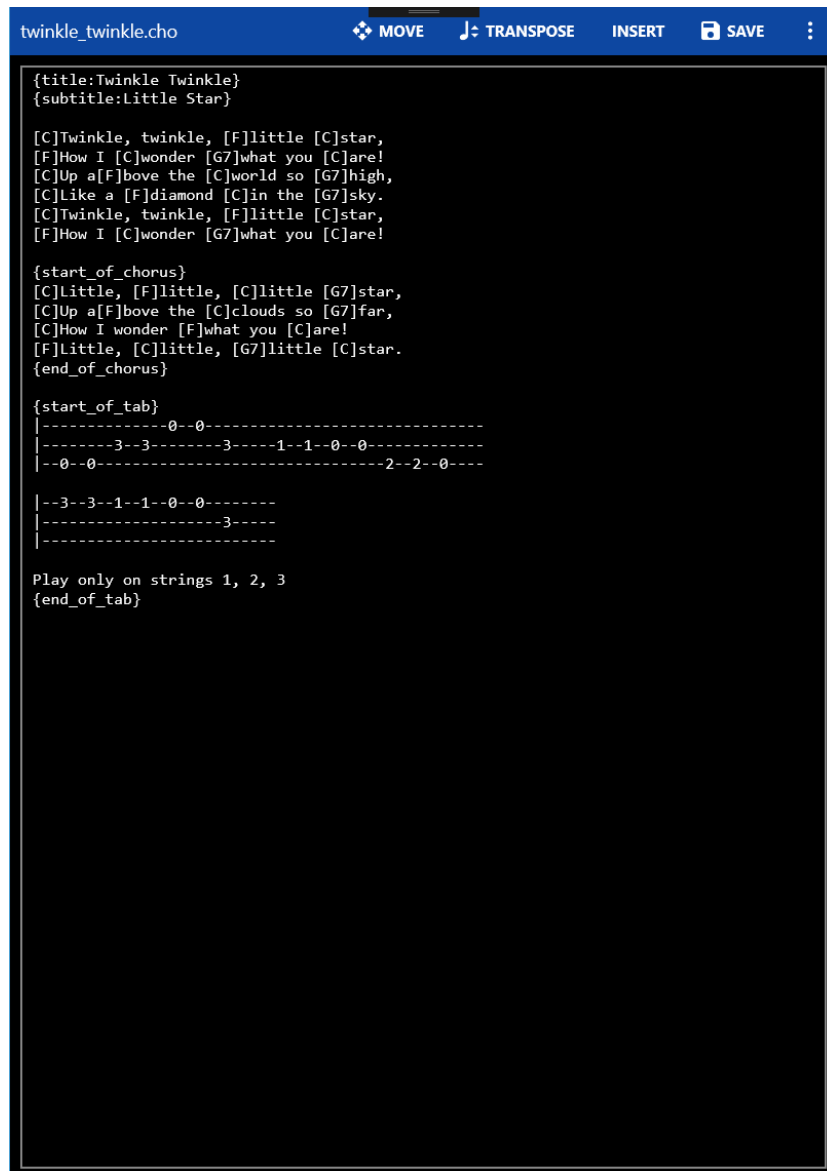 twinkle_twinkle.cho MOVE TRANSPOSE INSERT SAVE
{title:Twinkle Twinkle}
{subtitle:Little Star}
[C]Twinkle, twinkle, [F]little [C]star,
[F]How I [C]wonder [G7]what you [C]are!
[C]Up a[F]bove the [C]world so [G7]high,
[C]Like a [F]diamond [C]in the [G7]sky.
[C]Twinkle, twinkle, [F]little [C]star,
[F]How I [C]wonder [G7]what you [C]are!
{start_of_chorus}
[C]Little, [F]little, [C]little [G7]star,
[C]Up a[F]bove the [C]clouds so [G7]far,
[C]How I wonder [F]what you [C]are!
[F]Little, [C]little, [G7]little [C]star.
{end_of_chorus}
{start_of_tab}
|--------------0--0-------------------------------
|--------3--3--------3-----1--1--0--0-------------
|--0--0--------------------------------2--2--0----
|--3--3--1--1--0--0--------
|--------------------3-----
|--------------------------
Play only on strings 1, 2, 3
{end_of_tab}